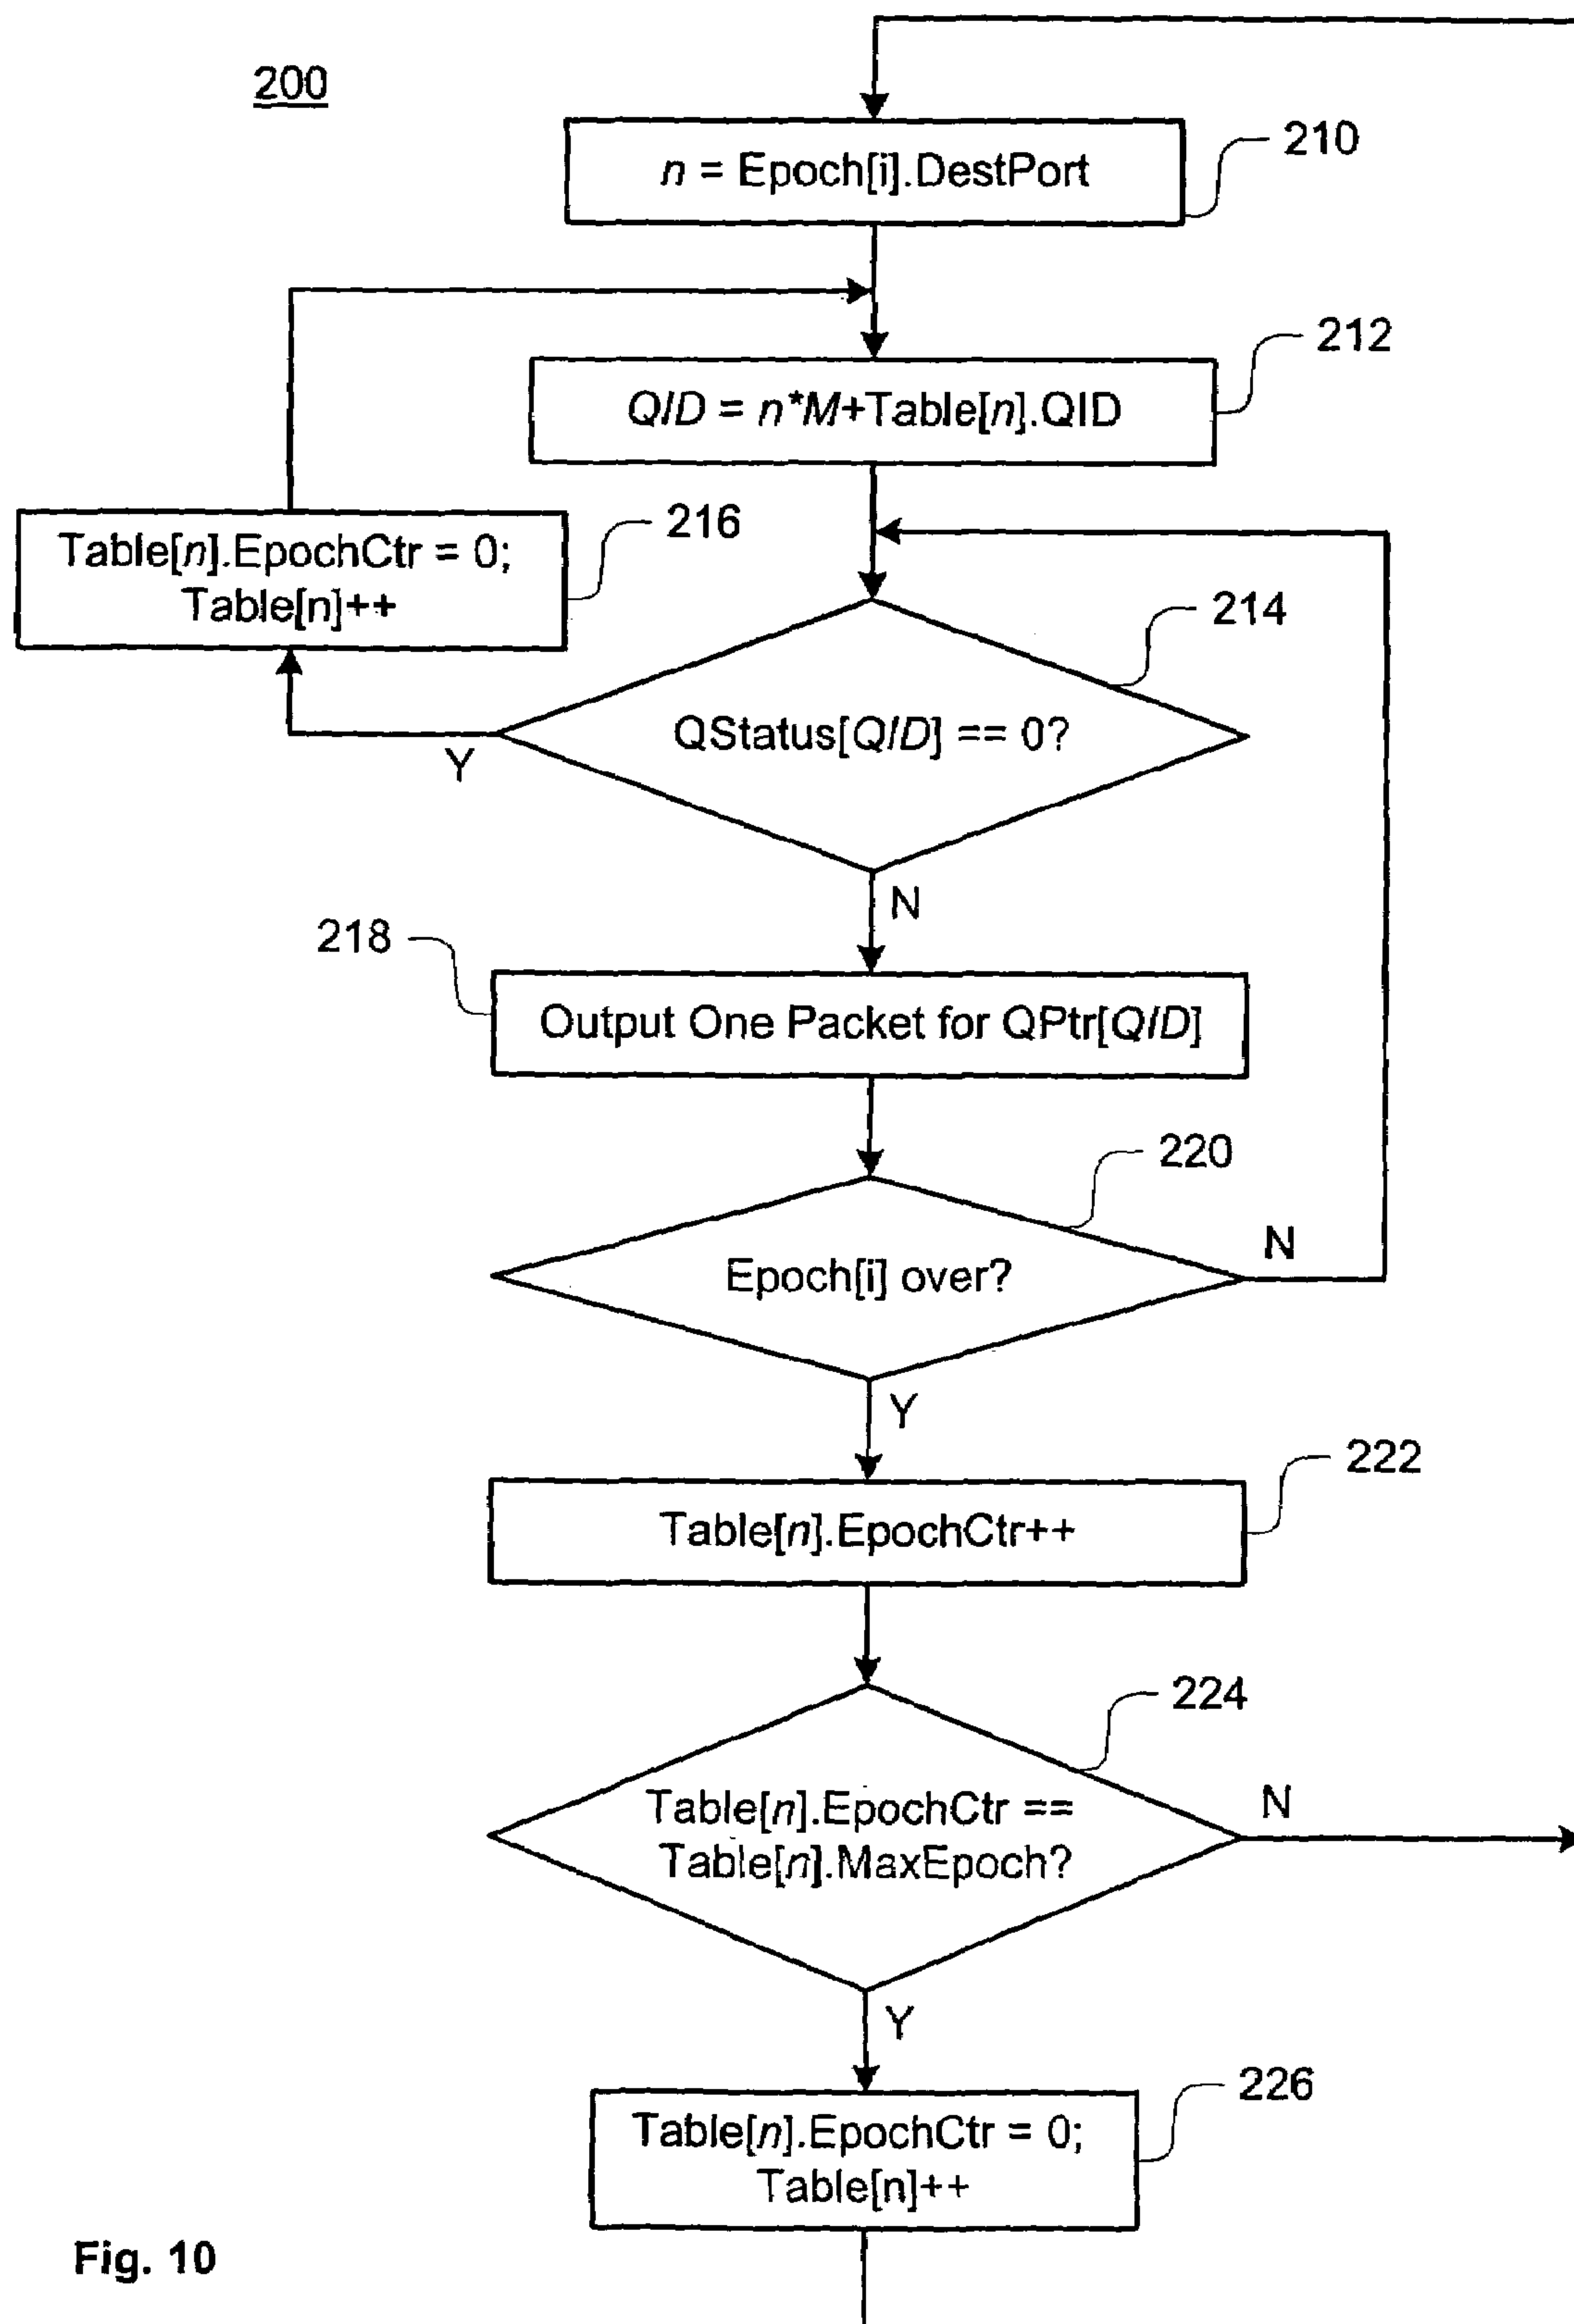 200
n = Epoch[i].DestPort
210
QID = n*M+Table[n].QID
212
Table[n].EpochCtr = 0;
Table[n]++
216
QStatus[QID] == 0?
214
Y
N
Output One Packet for QPtr[QID]
218
Epoch[i] over?
220
N
Y
Table[n].EpochCtr++
222
Table[n].EpochCtr ==
Table[n].MaxEpoch?
224
N
Y
Table[n].EpochCtr = 0;
Table[n]++
226
Fig. 10